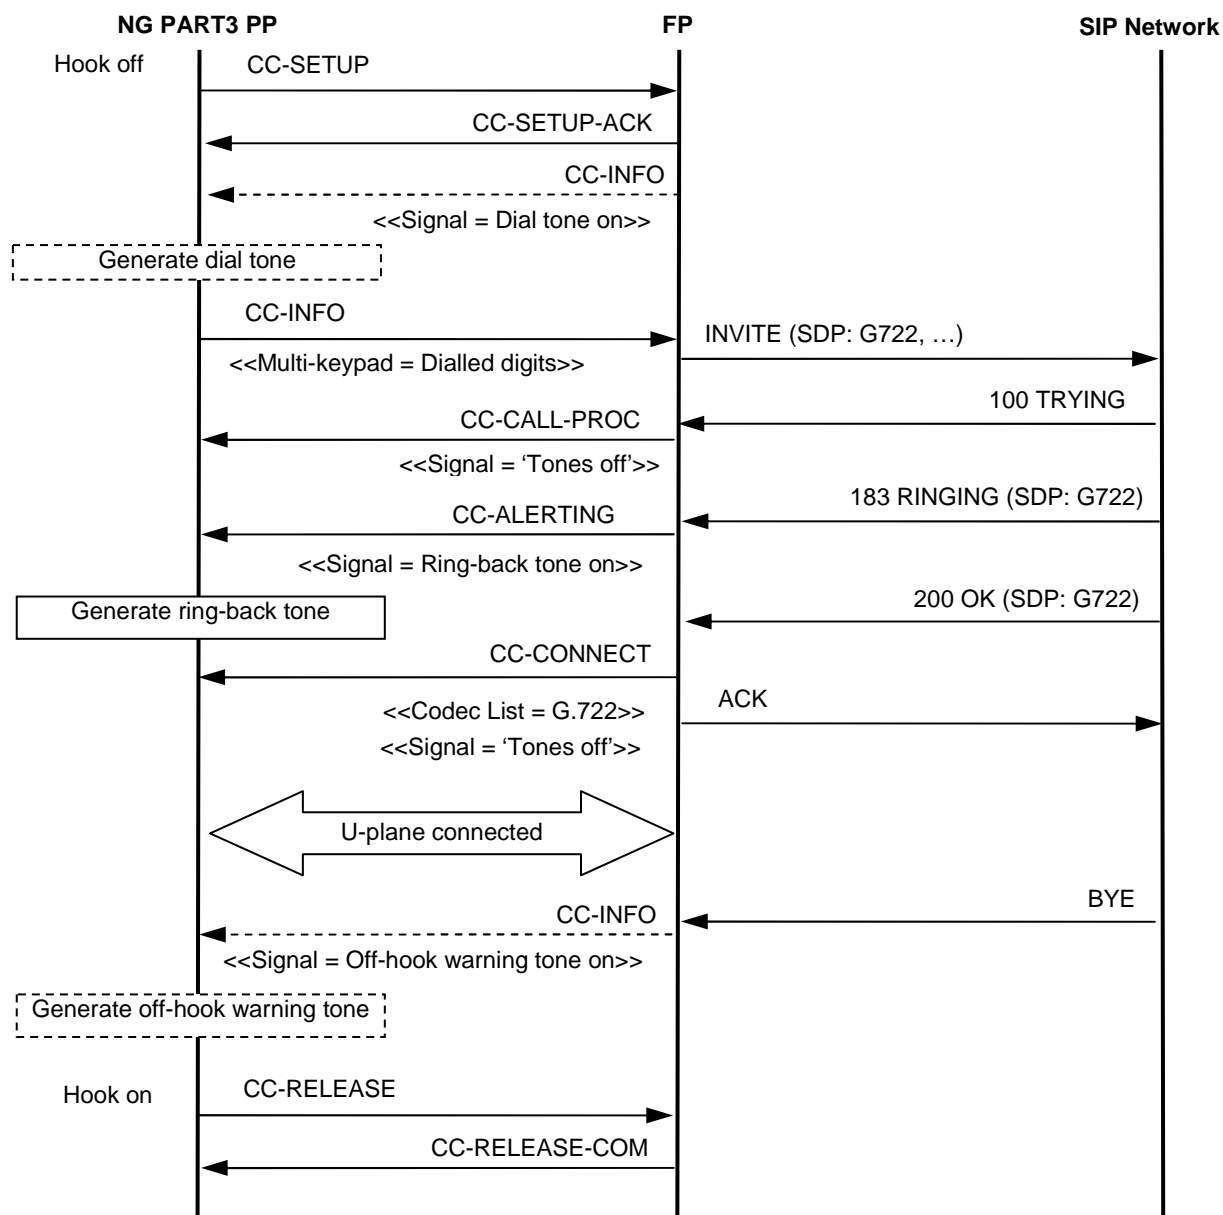 NG PART3 PP
FP
SIP Network
Hook off
CC-SETUP
CC-SETUP-ACK
CC-INFO
<<Signal = Dial tone on>>
Generate dial tone
CC-INFO
INVITE (SDP: G722, …)
<<Multi-keypad = Dialled digits>>
100 TRYING
CC-CALL-PROC
<<Signal = ‘Tones off’>>
183 RINGING (SDP: G722)
CC-ALERTING
<<Signal = Ring-back tone on>>
200 OK (SDP: G722)
Generate ring-back tone
CC-CONNECT
ACK
<<Codec List = G.722>>
<<Signal = ‘Tones off’>>
U-plane connected
BYE
CC-INFO
<<Signal = Off-hook warning tone on>>
Generate off-hook warning tone
Hook on
CC-RELEASE
CC-RELEASE-COM